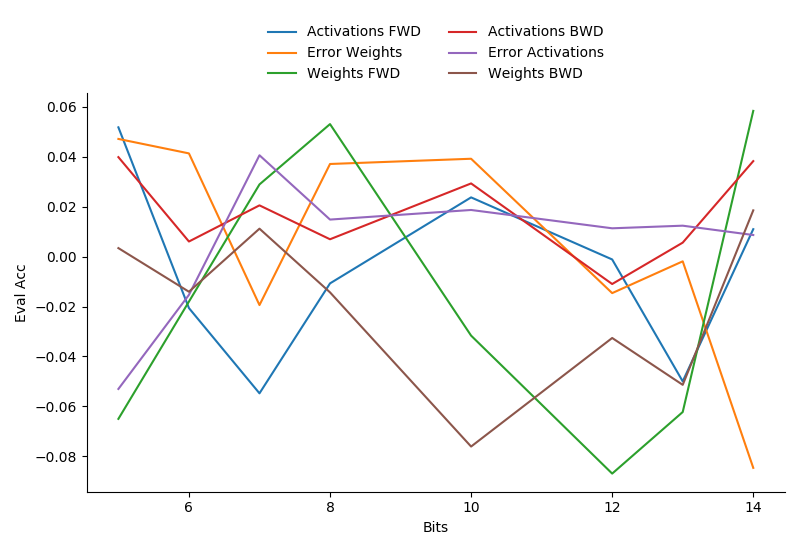 Activations FWD
Error Weights
Weights FWD
Activations BWD
Error Activations
Weights BWD
0.06
0.04
0.02
0.00
−0.02
−0.04
−0.06
−0.08
Eval Acc
6
8
10
12
14
Bits